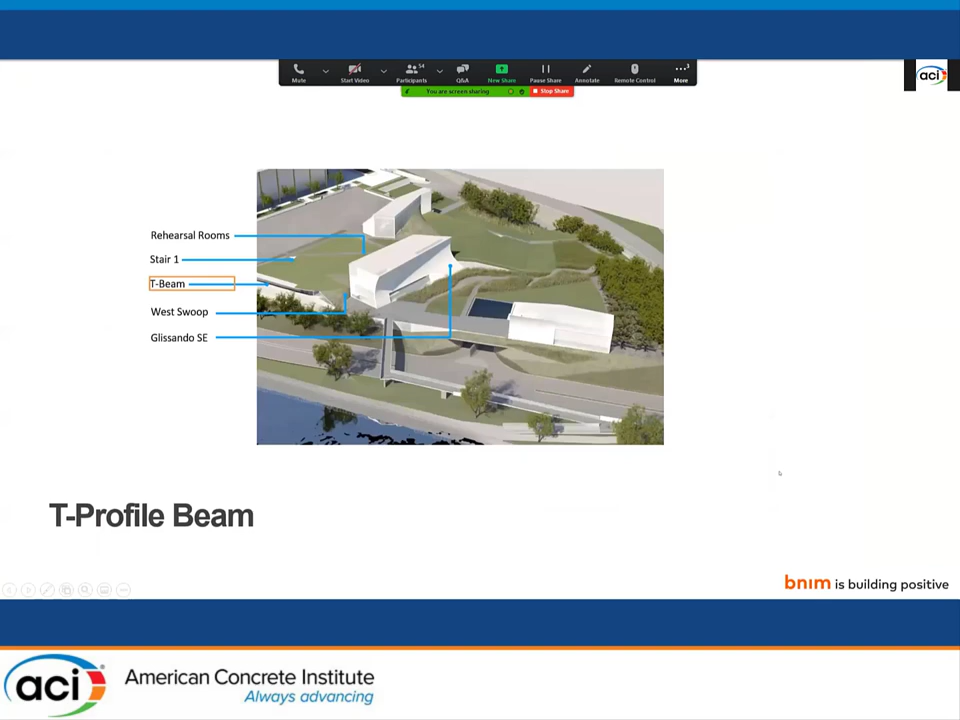 54
3
Mute
Start Video
Participants
Q&A
New Share
Pause Share
Annotate
Remote Control
More
You are screen sharing
Stop Share
aci
Rehearsal Rooms
Stair 1
T-Beam
West Swoop
Glissando SE
T-Profile Beam
bnim is building positive
aci®
American Concrete Institute
Always advancing